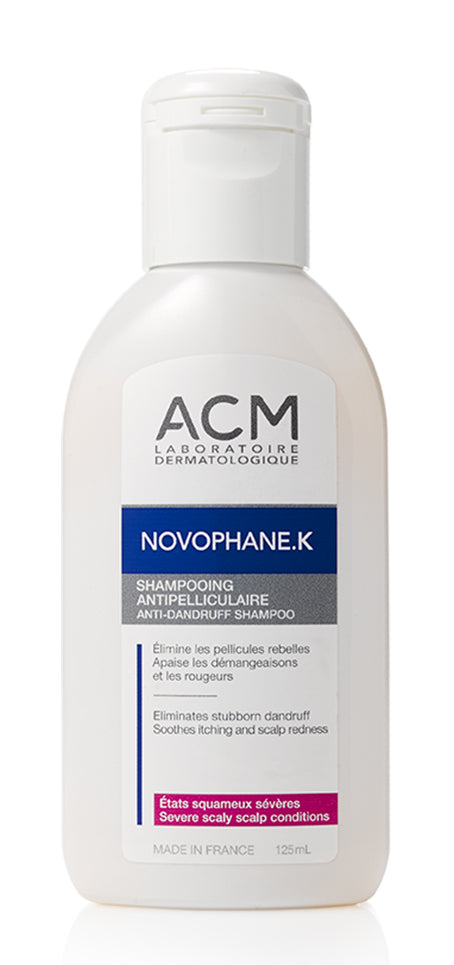 ACM
LABORATOIRE
DERMATOLOGIQUE
NOVOPHANE.K
SHAMPOOING
ANTIPELLICULAIRE
ANTI-DANDRUFF SHAMPOO
Élimine les pellicules rebelles
Apaise les démangeaisons
et les rougeurs
Eliminates stubborn dandruff
Soothes itching and scalp redness
États squameux sévères
Severe scaly scalp conditions
MADE IN FRANCE 125mL